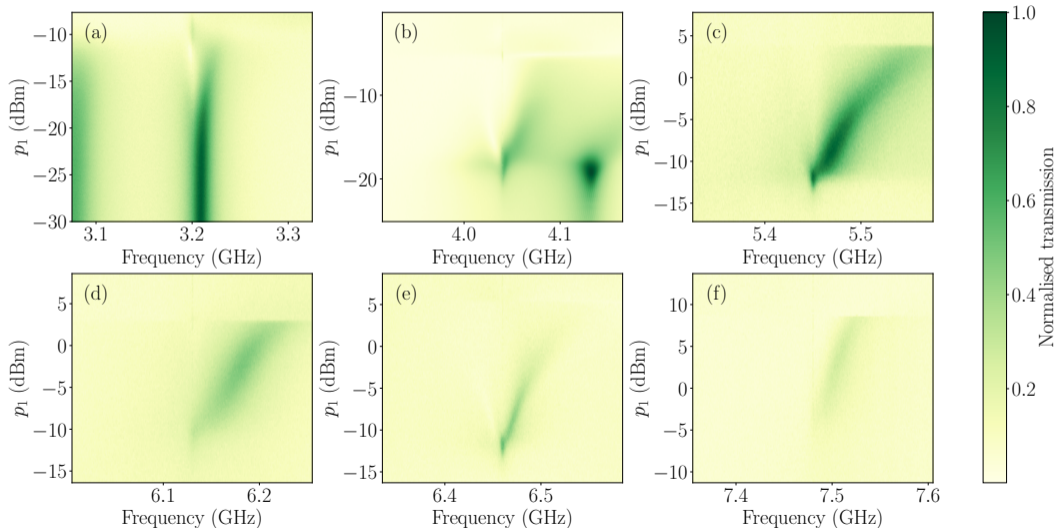 (a)
−10
−15
−20
−25
−30
p1 (dBm)
3.1 3.2 3.3
Frequency (GHz)
(b)
−10
−20
p1 (dBm)
4.0 4.1
Frequency (GHz)
(c)
5
0
−5
−10
−15
p1 (dBm)
5.4 5.5
Frequency (GHz)
(d)
5
0
−5
−10
−15
p1 (dBm)
6.1 6.2
Frequency (GHz)
(e)
5
0
−5
−10
−15
p1 (dBm)
6.4 6.5
Frequency (GHz)
(f)
10
5
0
−5
−10
p1 (dBm)
7.4 7.5 7.6
Frequency (GHz)
1.0
0.8
0.6
0.4
0.2
Normalised transmission